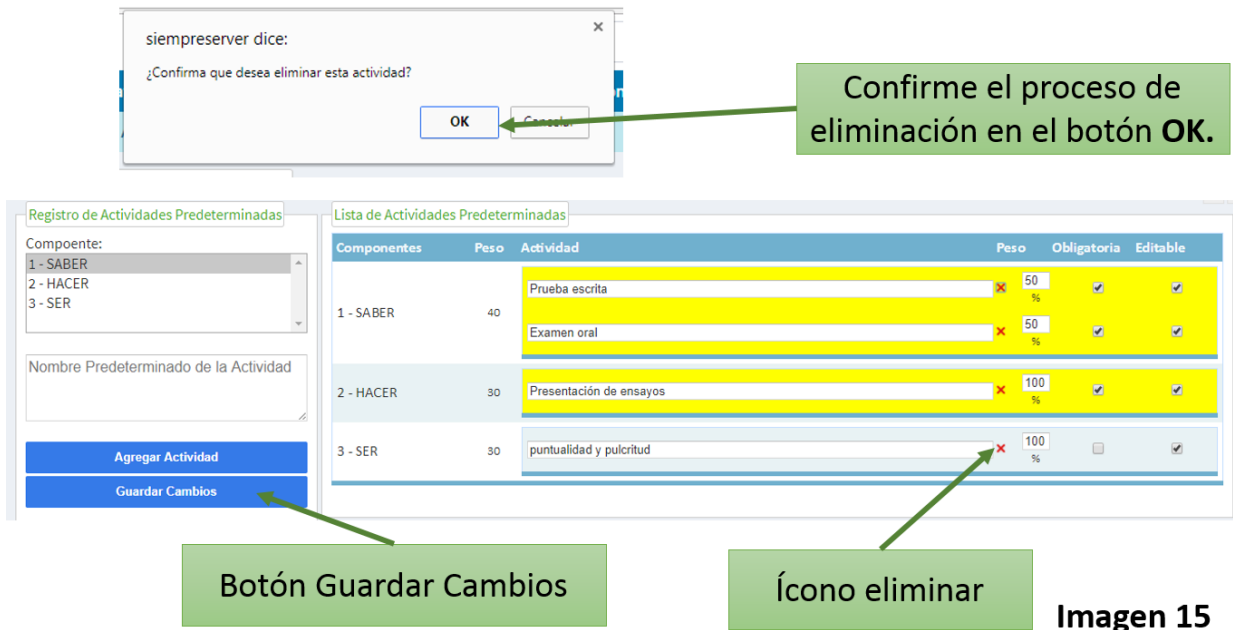 siempreserver dice:
¿Confirma que desea eliminar esta actividad?
OK
Cancelar
Confirme el proceso de
eliminación en el botón OK.
Registro de Actividades Predeterminadas
Compoente:
1 - SABER
2 - HACER
3 - SER
Nombre Predeterminado de la Actividad
Agregar Actividad
Guardar Cambios
Lista de Actividades Predeterminadas
Componentes Peso Actividad Peso Obligatoria Editable
1 - SABER 40
Prueba escrita 50 %
Examen oral 50 %
2 - HACER 30 Presentación de ensayos 100 %
3 - SER 30 puntualidad y pulcritud 100 %
Botón Guardar Cambios
Ícono eliminar
Imagen 15